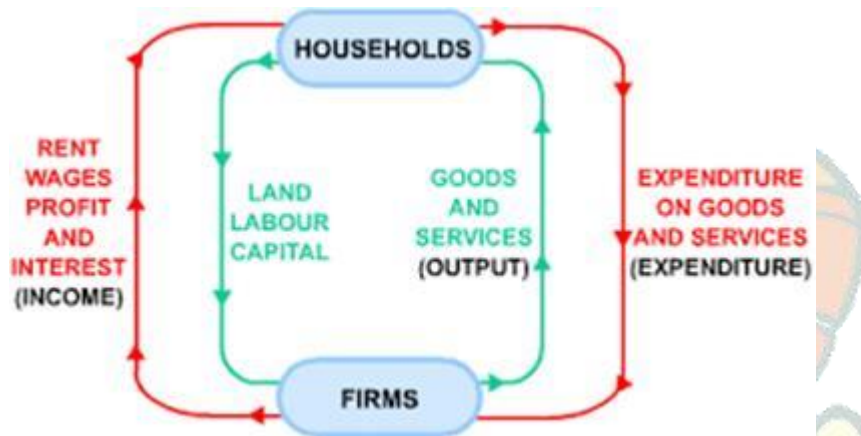 HOUSEHOLDS
RENT
WAGES
PROFIT
AND
INTEREST
(INCOME)
LAND
LABOUR
CAPITAL
GOODS
AND
SERVICES
(OUTPUT)
EXPENDITURE
ON GOODS
AND SERVICES
(EXPENDITURE)
FIRMS